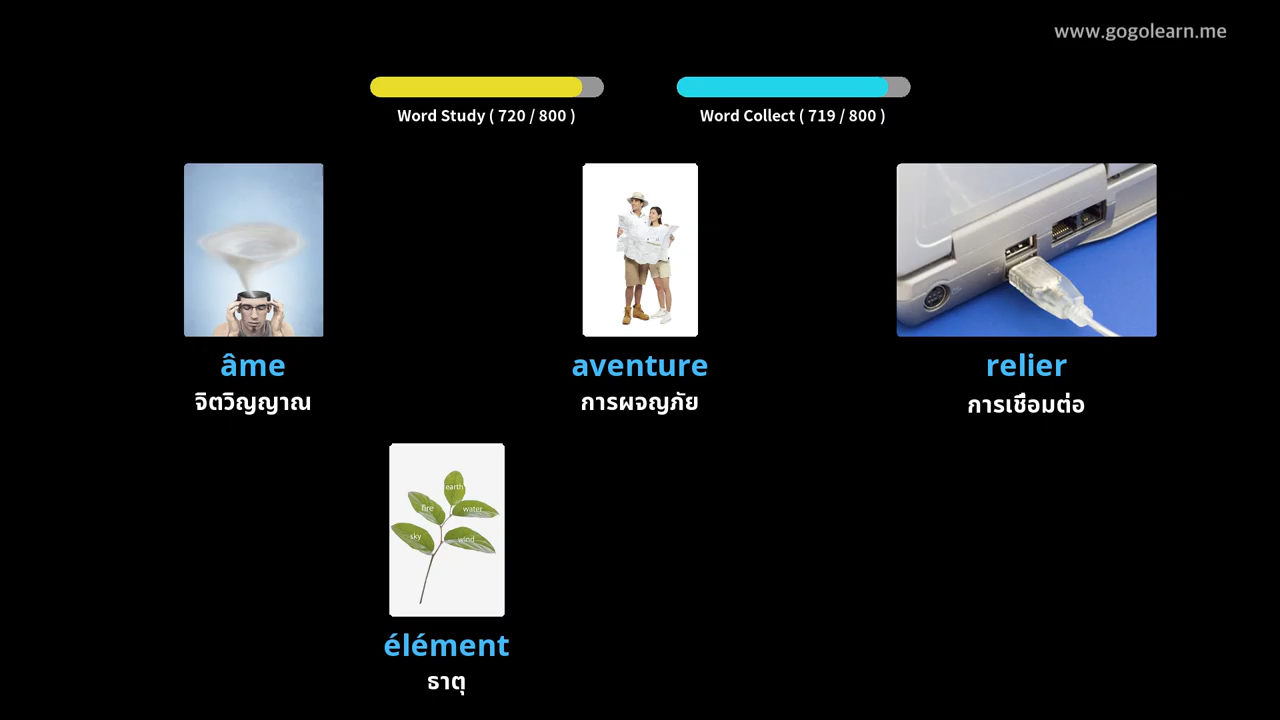 www.gogolearn.me
Word Study ( 720 / 800 )
Word Collect ( 719 / 800 )
âme
จิตวิญญาณ
aventure
การผจญภัย
relier
การเชื่อมต่อ
earth
fire
water
sky
wind
élément
ธาตุ